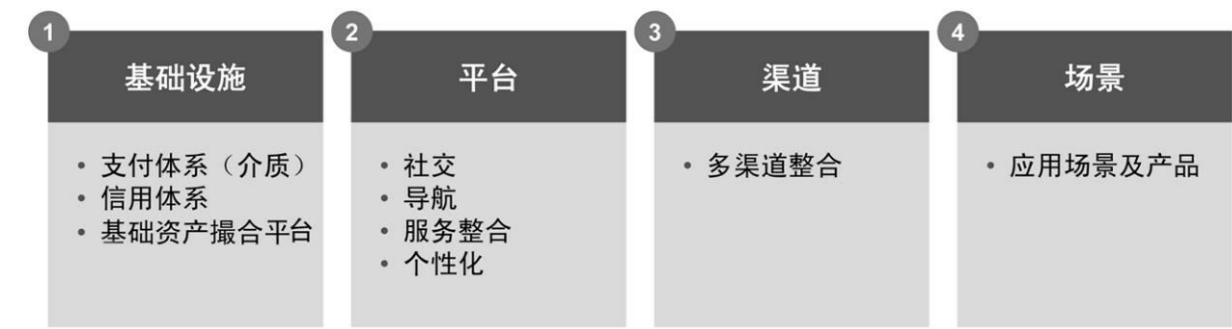 1
基础设施
• 支付体系（介质）
• 信用体系
• 基础资产撮合平台
2
平台
• 社交
• 导航
• 服务整合
• 个性化
3
渠道
• 多渠道整合
4
场景
• 应用场景及产品